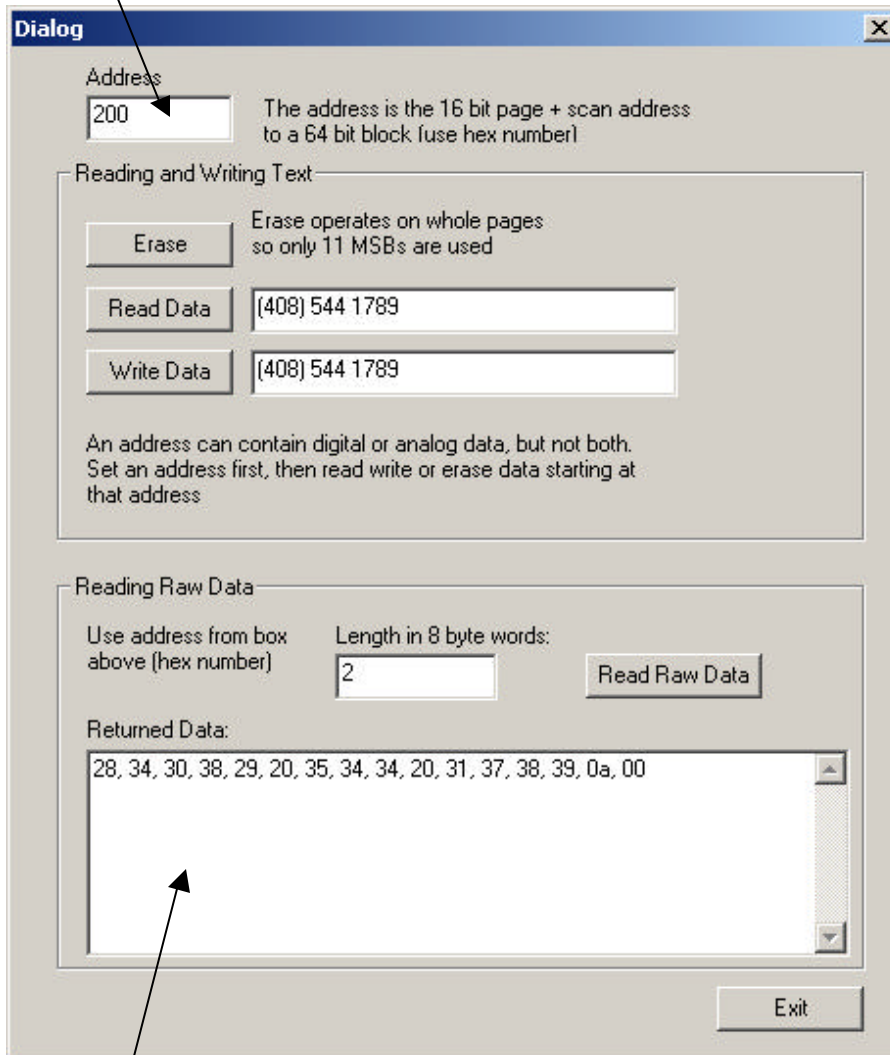 Dialog
Address
200
The address is the 16 bit page + scan address
to a 64 bit block (use hex number)
Reading and Writing Text
Erase
Erase operates on whole pages
so only 11 MSBs are used
Read Data
(408) 544 1789
Write Data
(408) 544 1789
An address can contain digital or analog data, but not both.
Set an address first, then read write or erase data starting at
that address
Reading Raw Data
Use address from box
above (hex number)
Length in 8 byte words:
2
Read Raw Data
Returned Data:
28, 34, 30, 38, 29, 20, 35, 34, 34, 20, 31, 37, 38, 39, 0a, 00
Exit